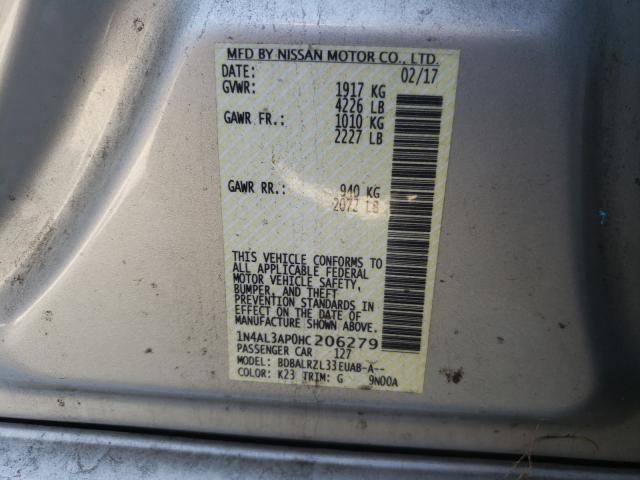 MFD BY NISSAN MOTOR CO., LTD.
DATE: 02/17
GVWR: 1917 KG
4226 LB
GAWR FR.: 1010 KG
2227 LB
GAWR RR.: 940 KG
2072 LB
THIS VEHICLE CONFORMS TO
ALL APPLICABLE FEDERAL
MOTOR VEHICLE SAFETY,
BUMPER, AND THEFT
PREVENTION STANDARDS IN
EFFECT ON THE DATE OF
MANUFACTURE SHOWN ABOVE.
1N4AL3AP0HC206279
PASSENGER CAR 127
MODEL: BDBALRZL33EUAB-A--
COLOR: K23 TRIM: G 9N00A